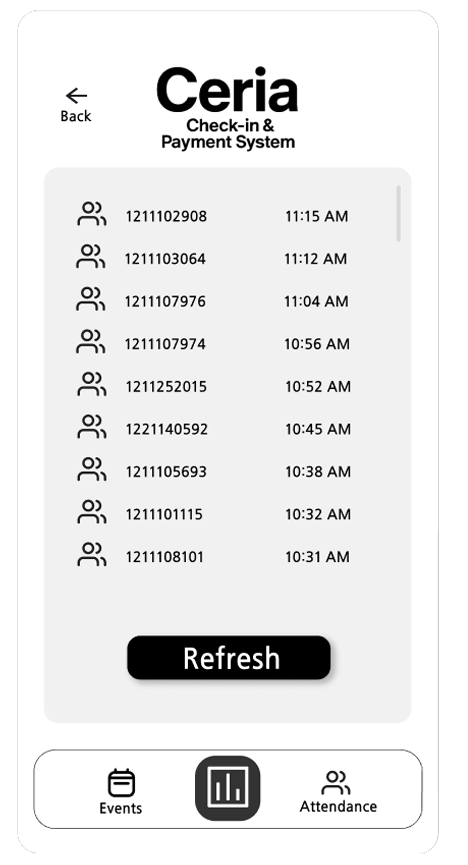 Back
Ceria
Check-in &
Payment System
1211102908 11:15 AM
1211103064 11:12 AM
1211107976 11:04 AM
1211107974 10:56 AM
1211252015 10:52 AM
1221140592 10:45 AM
1211105693 10:38 AM
1211101115 10:32 AM
1211108101 10:31 AM
Refresh
Events
Attendance